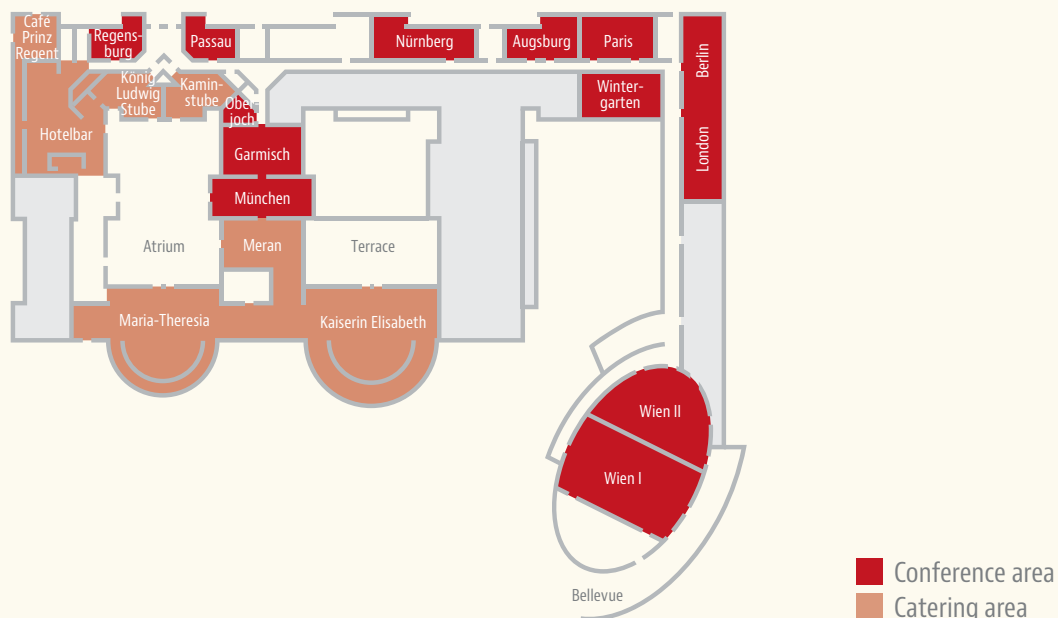 Café
Prinz
Regent
Regens-
burg
Passau
Nürnberg
Augsburg
Paris
Berlin
London
König
Ludwig
Stube
Kamin-
stube
Ober-
joch
Winter-
garten
Hotelbar
Garmisch
München
Atrium
Meran
Terrace
Maria-Theresia
Kaiserin Elisabeth
Wien II
Wien I
Bellevue
Conference area
Catering area